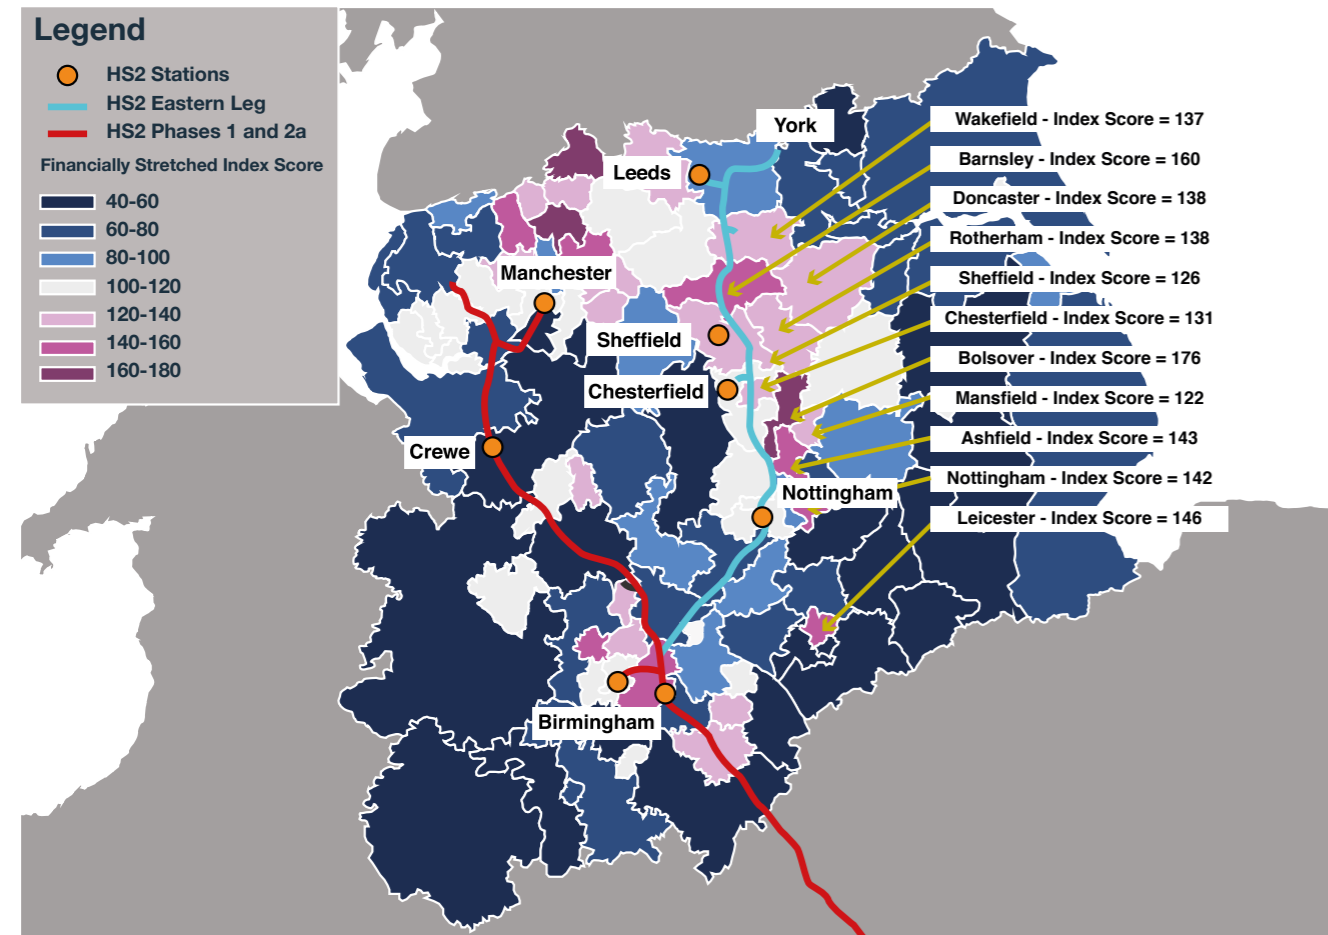 Legend
HS2 Stations
HS2 Eastern Leg
HS2 Phases 1 and 2a
Financially Stretched Index Score
40-60
60-80
80-100
100-120
120-140
140-160
160-180
York
Leeds
Manchester
Sheffield
Chesterfield
Crewe
Nottingham
Birmingham
Wakefield - Index Score = 137
Barnsley - Index Score = 160
Doncaster - Index Score = 138
Rotherham - Index Score = 138
Sheffield - Index Score = 126
Chesterfield - Index Score = 131
Bolsover - Index Score = 176
Mansfield - Index Score = 122
Ashfield - Index Score = 143
Nottingham - Index Score = 142
Leicester - Index Score = 146